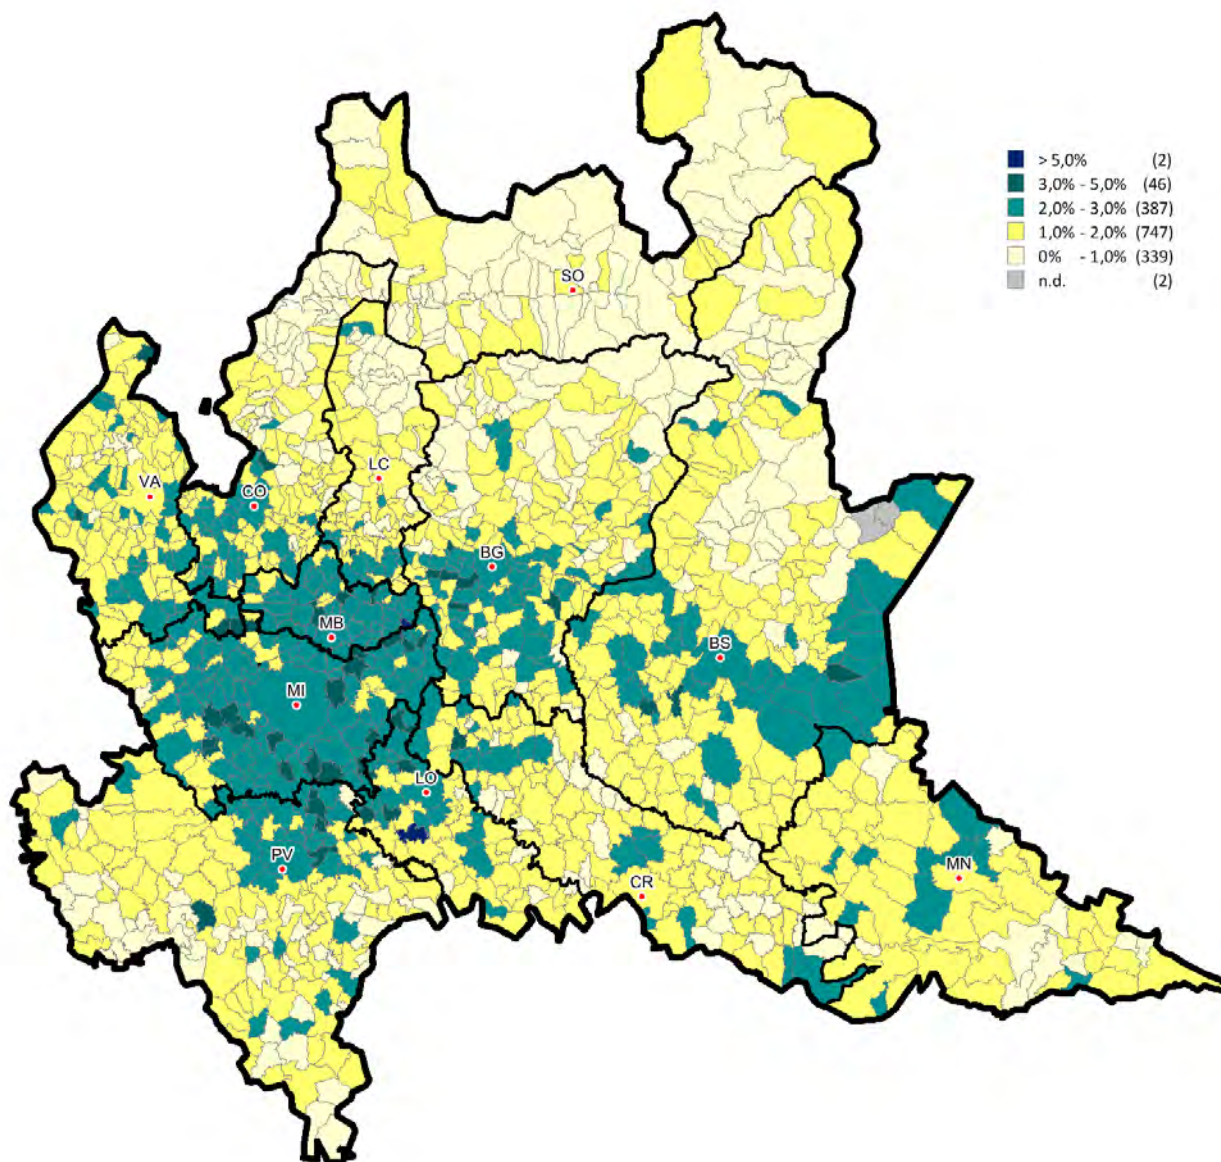 > 5,0% (2)
3,0% - 5,0% (46)
2,0% - 3,0% (387)
1,0% - 2,0% (747)
0% - 1,0% (339)
n.d. (2)
SO
LC
VA
CO
BG
MB
BS
MI
LO
PV
CR
MN